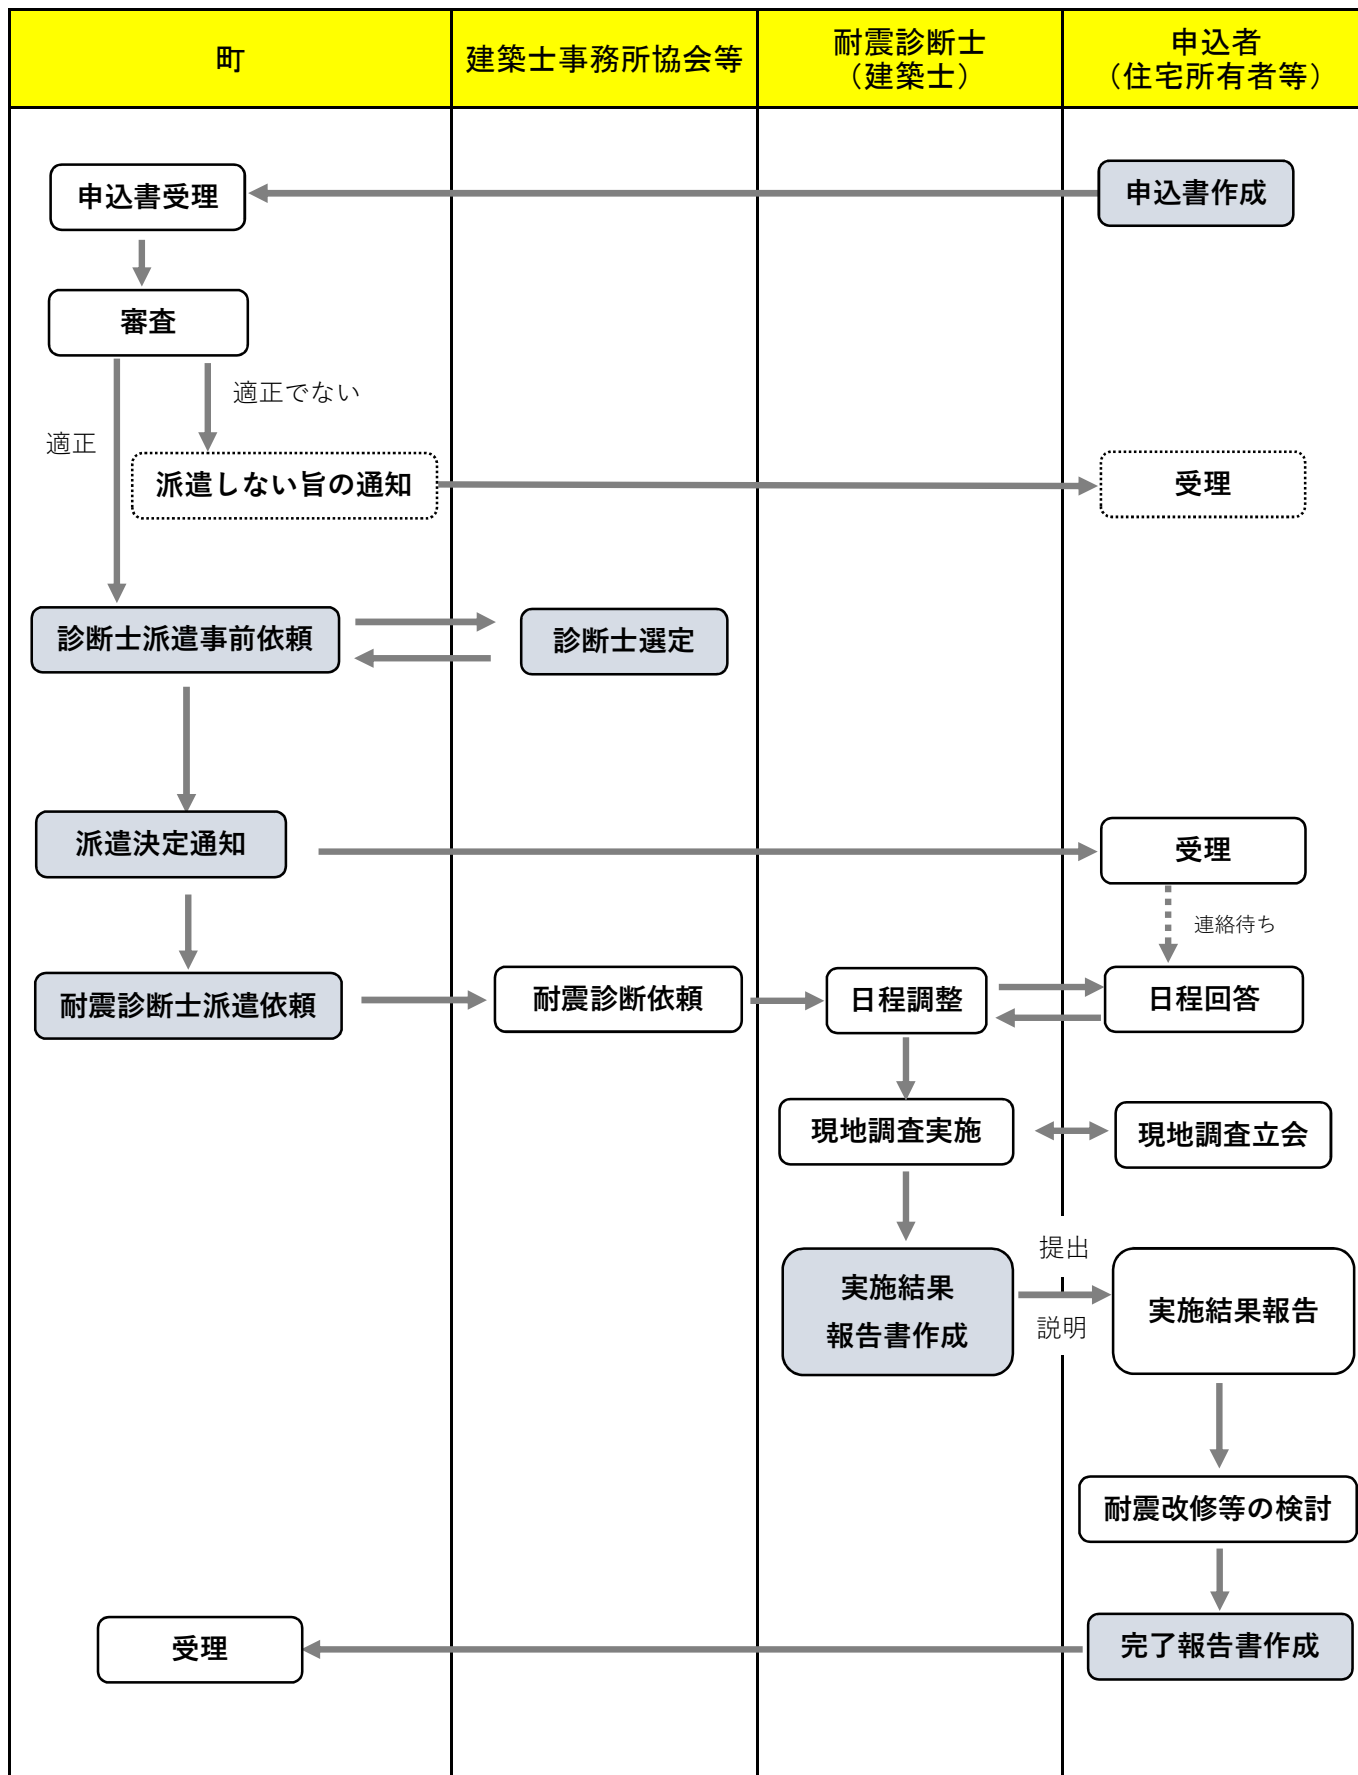 町
建築士事務所協会等
耐震診断士
（建築士）
申込者
（住宅所有者等）
申込書受理
申込書作成
審査
適正でない
適正
派遣しない旨の通知
受理
診断士派遣事前依頼
診断士選定
派遣決定通知
受理
連絡待ち
耐震診断士派遣依頼
耐震診断依頼
日程調整
日程回答
現地調査実施
現地調査立会
提出
実施結果
報告書作成
説明
実施結果報告
耐震改修等の検討
受理
完了報告書作成